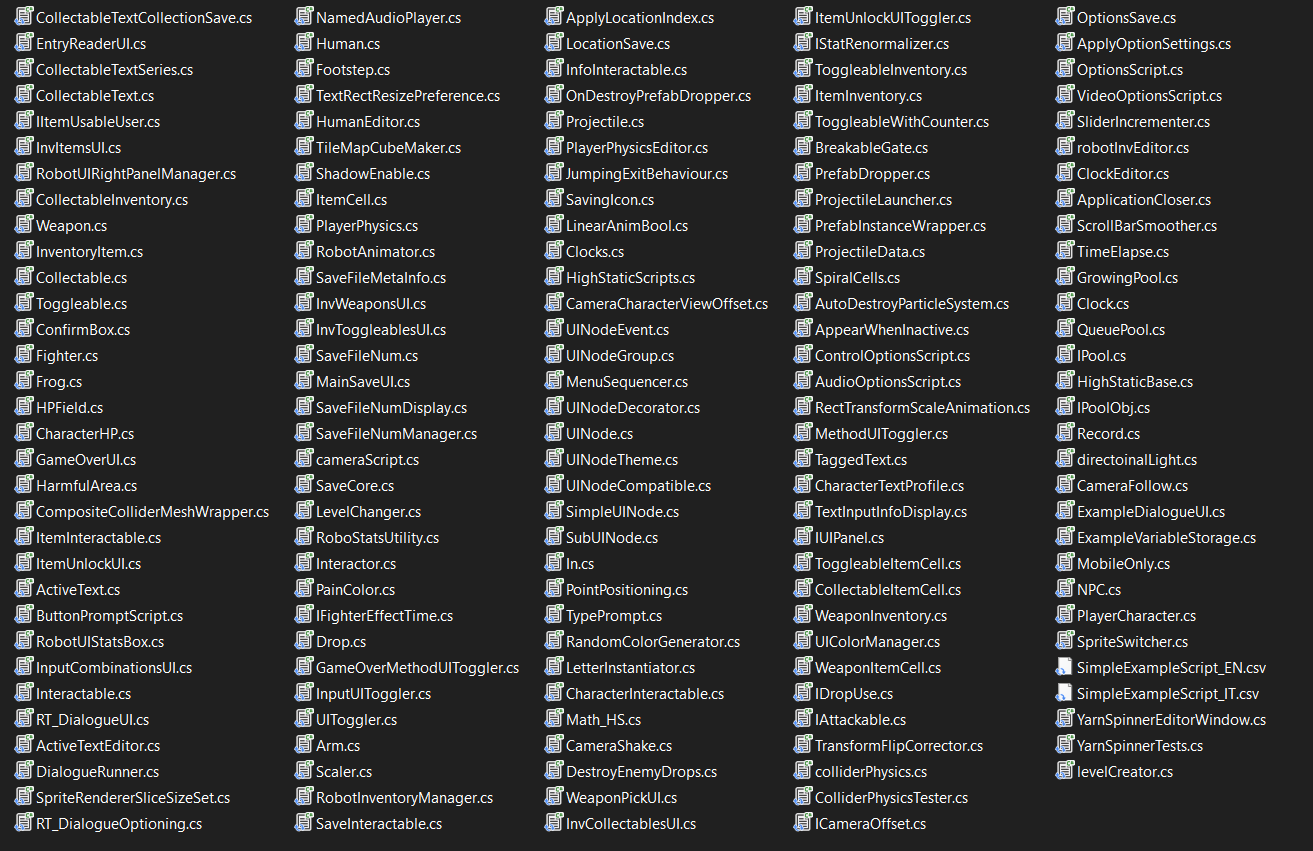 CollectableTextCollectionSave.cs
EntryReaderUI.cs
CollectableTextSeries.cs
CollectableText.cs
IItemUsableUser.cs
InvItemsUI.cs
RobotUIRightPanelManager.cs
CollectableInventory.cs
Weapon.cs
InventoryItem.cs
Collectable.cs
Toggleable.cs
ConfirmBox.cs
Fighter.cs
Frog.cs
HPField.cs
CharacterHP.cs
GameOverUI.cs
HarmfulArea.cs
CompositeColliderMeshWrapper.cs
ItemInteractable.cs
ItemUnlockUI.cs
ActiveText.cs
ButtonPromptScript.cs
RobotUIStatsBox.cs
InputCombinationsUI.cs
Interactable.cs
RT_DialogueUI.cs
ActiveTextEditor.cs
DialogueRunner.cs
SpriteRendererSliceSizeSet.cs
RT_DialogueOptioning.cs
NamedAudioPlayer.cs
Human.cs
Footstep.cs
TextRectResizePreference.cs
HumanEditor.cs
TileMapCubeMaker.cs
ShadowEnable.cs
ItemCell.cs
PlayerPhysics.cs
RobotAnimator.cs
SaveFileMetaInfo.cs
InvWeaponsUI.cs
InvToggleablesUI.cs
SaveFileNum.cs
MainSaveUI.cs
SaveFileNumDisplay.cs
SaveFileNumManager.cs
cameraScript.cs
SaveCore.cs
LevelChanger.cs
RoboStatsUtility.cs
Interactor.cs
PainColor.cs
IFighterEffectTime.cs
Drop.cs
GameOverMethodUIToggler.cs
InputUIToggler.cs
UIToggler.cs
Arm.cs
Scaler.cs
RobotInventoryManager.cs
SaveInteractable.cs
ApplyLocationIndex.cs
LocationSave.cs
InfoInteractable.cs
OnDestroyPrefabDropper.cs
Projectile.cs
PlayerPhysicsEditor.cs
JumpingExitBehaviour.cs
SavingIcon.cs
LinearAnimBool.cs
Clocks.cs
HighStaticScripts.cs
CameraCharacterViewOffset.cs
UINodeEvent.cs
UINodeGroup.cs
MenuSequencer.cs
UINodeDecorator.cs
UINode.cs
UINodeTheme.cs
UINodeCompatible.cs
SimpleUINode.cs
SubUINode.cs
In.cs
PointPositioning.cs
TypePrompt.cs
RandomColorGenerator.cs
LetterInstantiator.cs
CharacterInteractable.cs
Math_HS.cs
CameraShake.cs
DestroyEnemyDrops.cs
WeaponPickUI.cs
InvCollectablesUI.cs
ItemUnlockUIToggler.cs
IStatRenormalizer.cs
ToggleableInventory.cs
ItemInventory.cs
ToggleableWithCounter.cs
BreakableGate.cs
PrefabDropper.cs
ProjectileLauncher.cs
PrefabInstanceWrapper.cs
ProjectileData.cs
SpiralCells.cs
AutoDestroyParticleSystem.cs
AppearWhenInactive.cs
ControlOptionsScript.cs
AudioOptionsScript.cs
RectTransformScaleAnimation.cs
MethodUIToggler.cs
TaggedText.cs
CharacterTextProfile.cs
TextInputInfoDisplay.cs
IUIPanel.cs
ToggleableItemCell.cs
CollectableItemCell.cs
WeaponInventory.cs
UIColorManager.cs
WeaponItemCell.cs
IDropUse.cs
IAttackable.cs
TransformFlipCorrector.cs
colliderPhysics.cs
ColliderPhysicsTester.cs
ICameraOffset.cs
OptionsSave.cs
ApplyOptionSettings.cs
OptionsScript.cs
VideoOptionsScript.cs
SliderIncrementer.cs
robotInvEditor.cs
ClockEditor.cs
ApplicationCloser.cs
ScrollBarSmoother.cs
TimeElapse.cs
GrowingPool.cs
Clock.cs
QueuePool.cs
IPool.cs
HighStaticBase.cs
IPoolObj.cs
Record.cs
directoinalLight.cs
CameraFollow.cs
ExampleDialogueUI.cs
ExampleVariableStorage.cs
MobileOnly.cs
NPC.cs
PlayerCharacter.cs
SpriteSwitcher.cs
SimpleExampleScript_EN.csv
SimpleExampleScript_IT.csv
YarnSpinnerEditorWindow.cs
YarnSpinnerTests.cs
levelCreator.cs